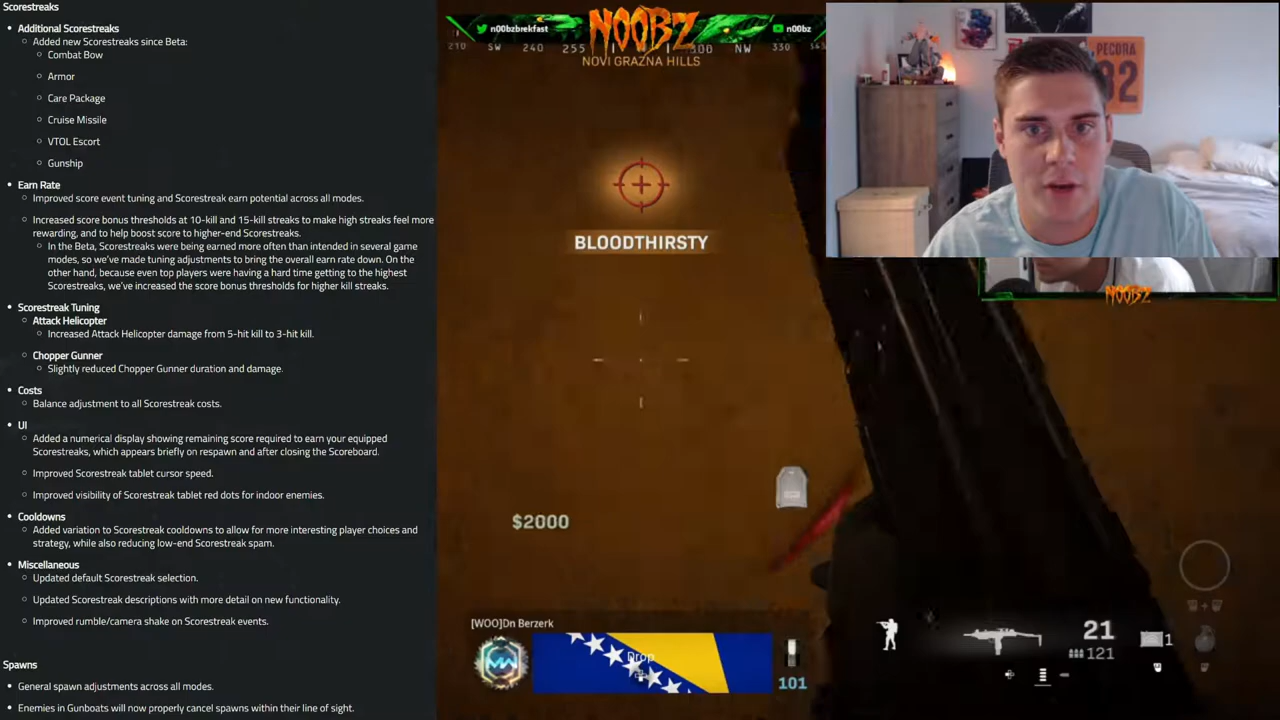 Scorestreaks
Additional Scorestreaks
Added new Scorestreaks since Beta:
Combat Bow
Armor
Care Package
Cruise Missile
VTOL Escort
Gunship
Earn Rate
Improved score event tuning and Scorestreak earn potential across all modes.
Increased score bonus thresholds at 10-kill and 15-kill streaks to make high streaks feel more
rewarding, and to help boost score to higher-end Scorestreaks.
In the Beta, Scorestreaks were being earned more often than intended in several game
modes, so we've made tuning adjustments to bring the overall earn rate down. On the
other hand, because even top players were having a hard time getting to the highest
Scorestreaks, we've increased the score bonus thresholds for higher kill streaks.
Scorestreak Tuning
Attack Helicopter
Increased Attack Helicopter damage from 5-hit kill to 3-hit kill.
Chopper Gunner
Slightly reduced Chopper Gunner duration and damage.
Costs
Balance adjustment to all Scorestreak costs.
UI
Added a numerical display showing remaining score required to earn your equipped
Scorestreaks, which appears briefly on respawn and after closing the Scoreboard.
Improved Scorestreak tablet cursor speed.
Improved visibility of Scorestreak tablet red dots for indoor enemies.
Cooldowns
Added variation to Scorestreak cooldowns to allow for more interesting player choices and
strategy, while also reducing low-end Scorestreak spam.
Miscellaneous
Updated default Scorestreak selection.
Updated Scorestreak descriptions with more detail on new functionality.
Improved rumble/camera shake on Scorestreak events.
Spawns
General spawn adjustments across all modes.
Enemies in Gunboats will now properly cancel spawns within their line of sight.
n00bzbrekfast NOOBZ n00bz
210 SW 240 255 300 NW 330
NOVI GRAZNA HILLS
PECORA
82
BLOODTHIRSTY
NOOBZ
$2000
[WOO]Dn Berzerk
Drop
101
21
121
1